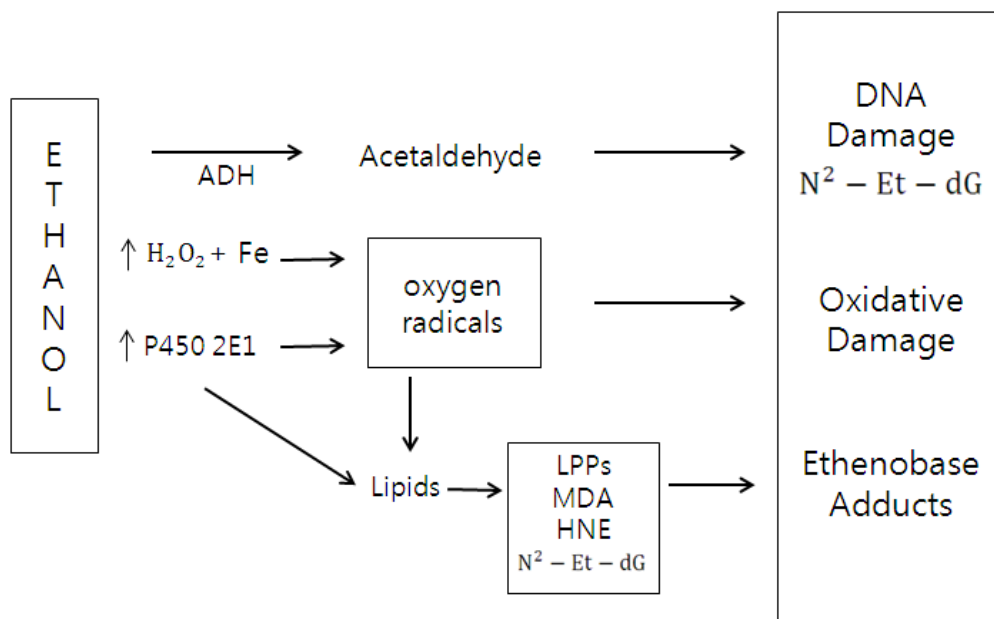 E
T
H
A
N
O
L
ADH
Acetaldehyde
DNA
Damage
N² − Et − dG
↑ H₂O₂ + Fe
oxygen
radicals
Oxidative
Damage
↑ P450 2E1
Lipids
LPPs
MDA
HNE
N² − Et − dG
Ethenobase
Adducts